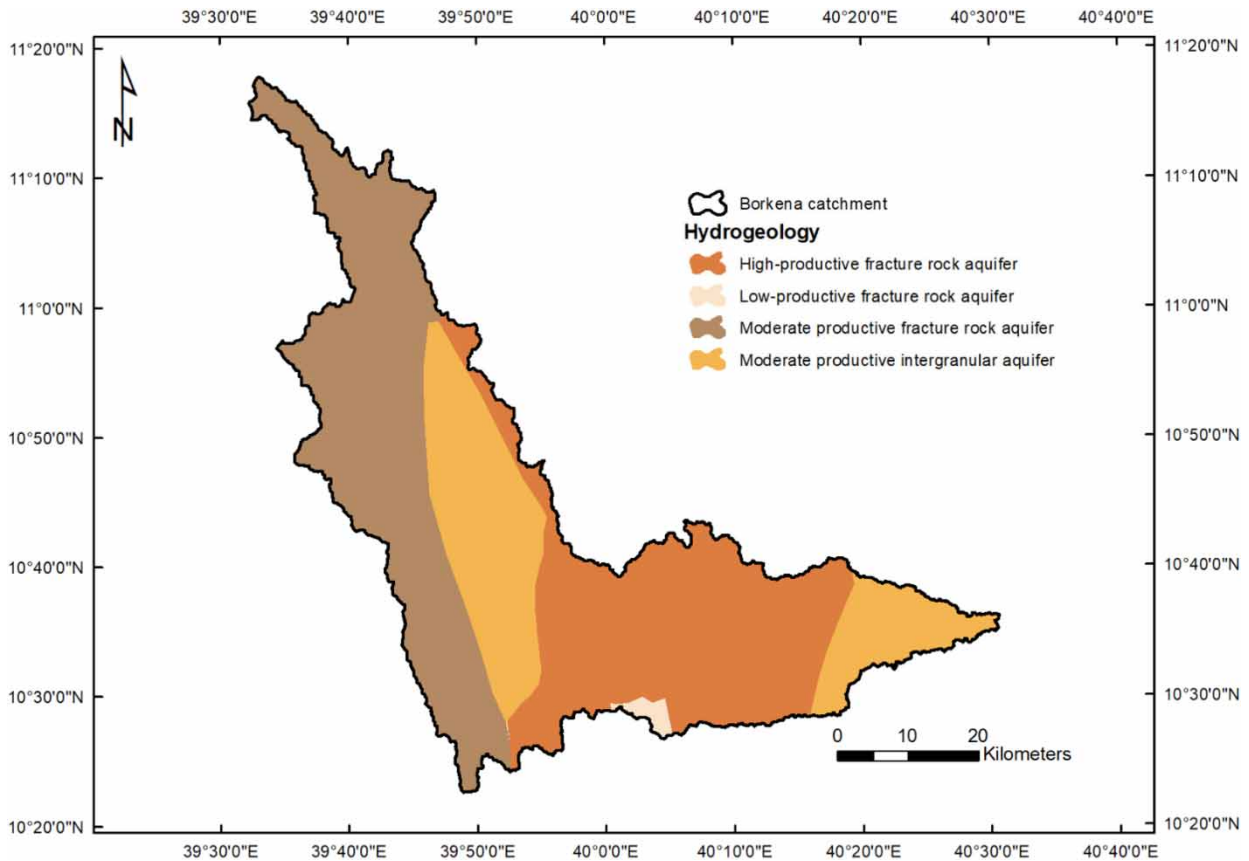 39°30'0"E 39°40'0"E 39°50'0"E 40°0'0"E 40°10'0"E 40°20'0"E 40°30'0"E 40°40'0"E
11°20'0"N 11°20'0"N
N
11°10'0"N 11°10'0"N
Borkena catchment
Hydrogeology
High-productive fracture rock aquifer
Low-productive fracture rock aquifer
11°0'0"N 11°0'0"N
Moderate productive fracture rock aquifer
Moderate productive intergranular aquifer
10°50'0"N 10°50'0"N
10°40'0"N 10°40'0"N
10°30'0"N 10°30'0"N
0 10 20
Kilometers
10°20'0"N 10°20'0"N
39°30'0"E 39°40'0"E 39°50'0"E 40°0'0"E 40°10'0"E 40°20'0"E 40°30'0"E 40°40'0"E